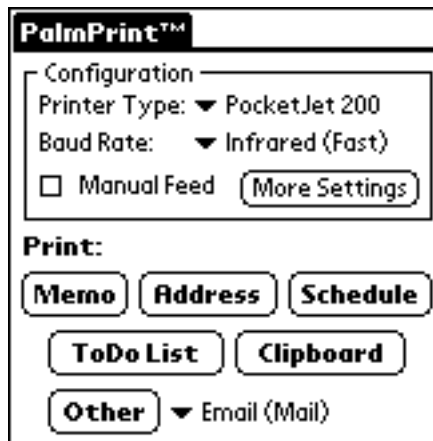 PalmPrint™
Configuration
Printer Type: PocketJet 200
Baud Rate: Infrared (Fast)
Manual Feed More Settings
Print:
Memo Address Schedule
ToDo List Clipboard
Other Email (Mail)